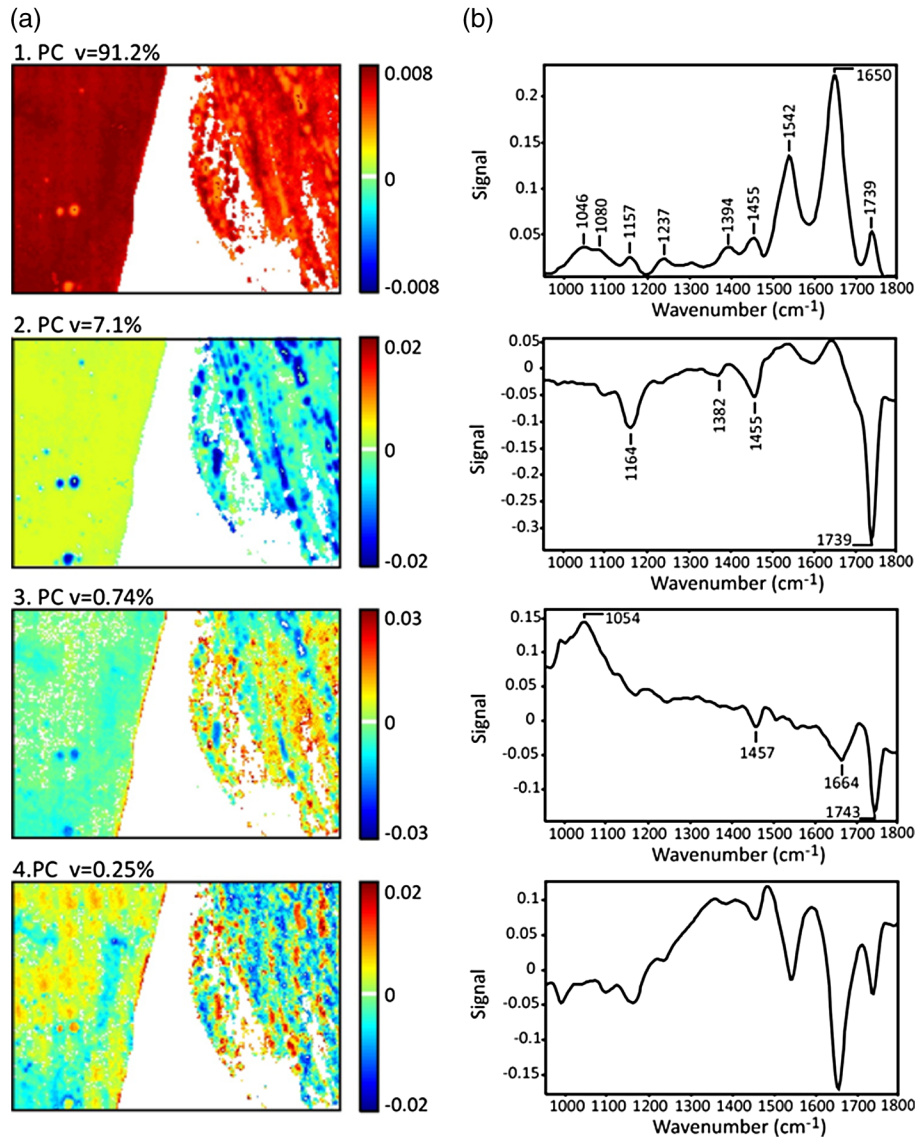 (a)
(b)
1. PC v=91.2%
0.008
0
-0.008
Signal
0.2
0.15
0.1
0.05
1046
1080
1157
1237
1394
1455
1542
1650
1739
1000 1100 1200 1300 1400 1500 1600 1700 1800
Wavenumber (cm-1)
2. PC v=7.1%
0.02
0
-0.02
Signal
0.05
0
-0.05
-0.1
-0.15
-0.2
-0.25
-0.3
1164
1382
1455
1739
1000 1100 1200 1300 1400 1500 1600 1700 1800
Wavenumber (cm-1)
3. PC v=0.74%
0.03
0
-0.03
Signal
0.15
0.1
0.05
0
-0.05
-0.1
1054
1457
1664
1743
1000 1100 1200 1300 1400 1500 1600 1700 1800
Wavenumber (cm-1)
4.PC v=0.25%
0.02
0
-0.02
Signal
0.1
0.05
0
-0.05
-0.1
-0.15
1000 1100 1200 1300 1400 1500 1600 1700 1800
Wavenumber (cm-1)